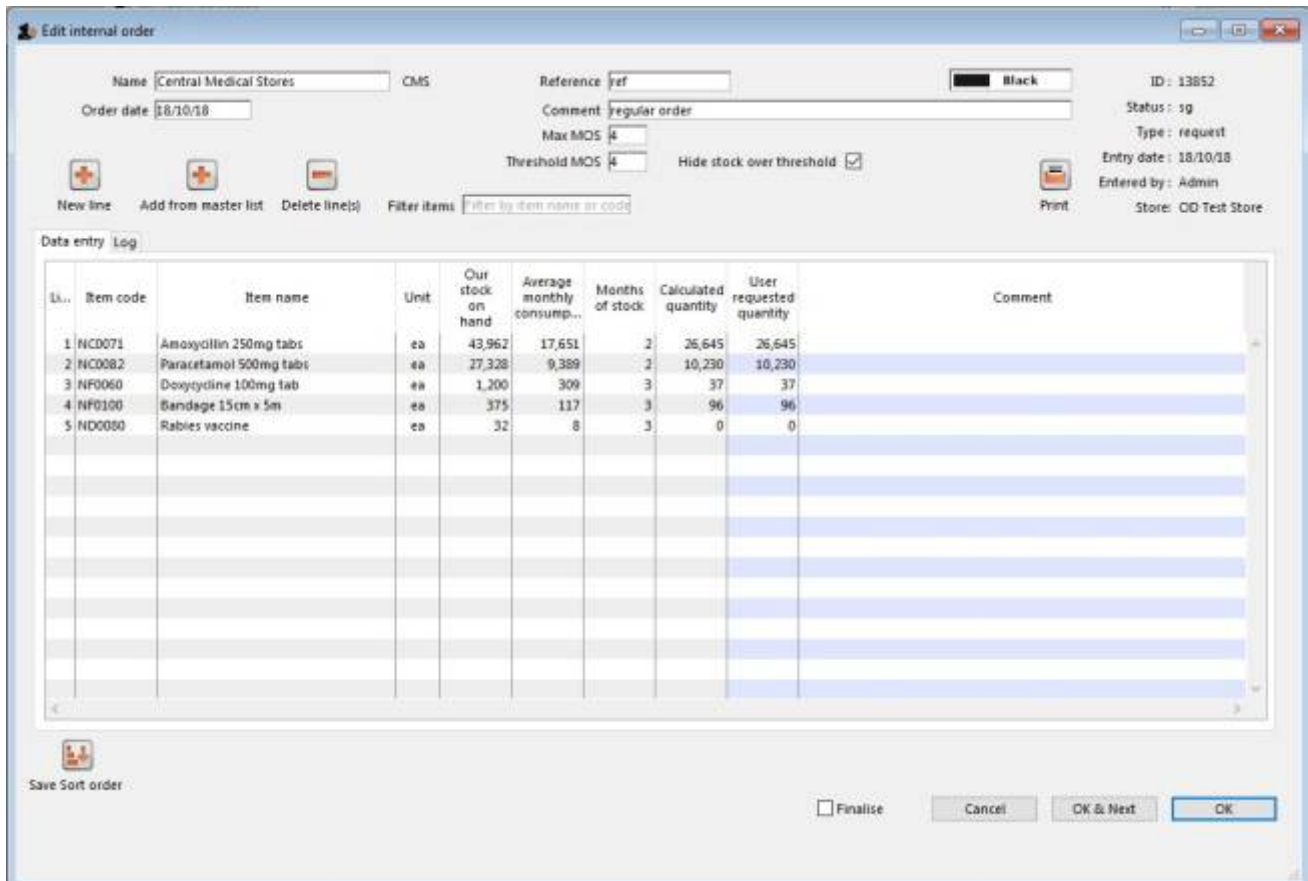 Edit internal order
Name Central Medical Stores CMS Reference ref Black ID : 13852
Order date 18/10/18 Comment regular order Status : sg
Max MOS 4 Type : request
Threshold MOS 4 Hide stock over threshold Entry date : 18/10/18
Entered by : Admin
New line Add from master list Delete line(s) Filter items Filter by item name or code Print Store: OD Test Store
Data entry Log
Li... Item code Item name Unit Our stock on hand Average monthly consump... Months of stock Calculated quantity User requested quantity Comment
1 NC0071 Amoxycillin 250mg tabs ea 43,962 17,651 2 26,645 26,645
2 NC0082 Paracetamol 500mg tabs ea 27,328 9,389 2 10,230 10,230
3 NF0060 Doxycycline 100mg tab ea 1,200 309 3 37 37
4 NF0100 Bandage 15cm x 5m ea 375 117 3 96 96
5 ND0080 Rabies vaccine ea 32 8 3 0 0
Save Sort order
Finalise Cancel OK & Next OK